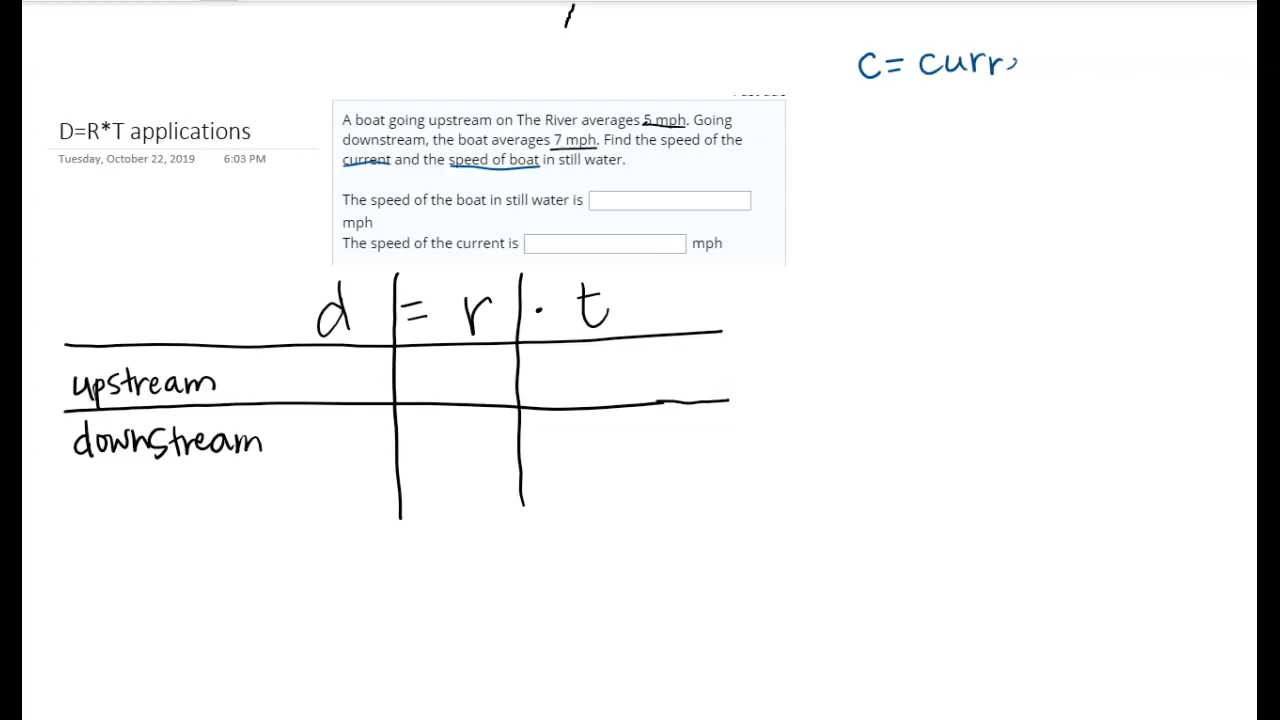 c= curr
D=R*T applications
Tuesday, October 22, 2019 6:03 PM
A boat going upstream on The River averages 5 mph. Going
downstream, the boat averages 7 mph. Find the speed of the
current and the speed of boat in still water.
The speed of the boat in still water is
mph
The speed of the current is mph
d = r · t
upstream
downstream